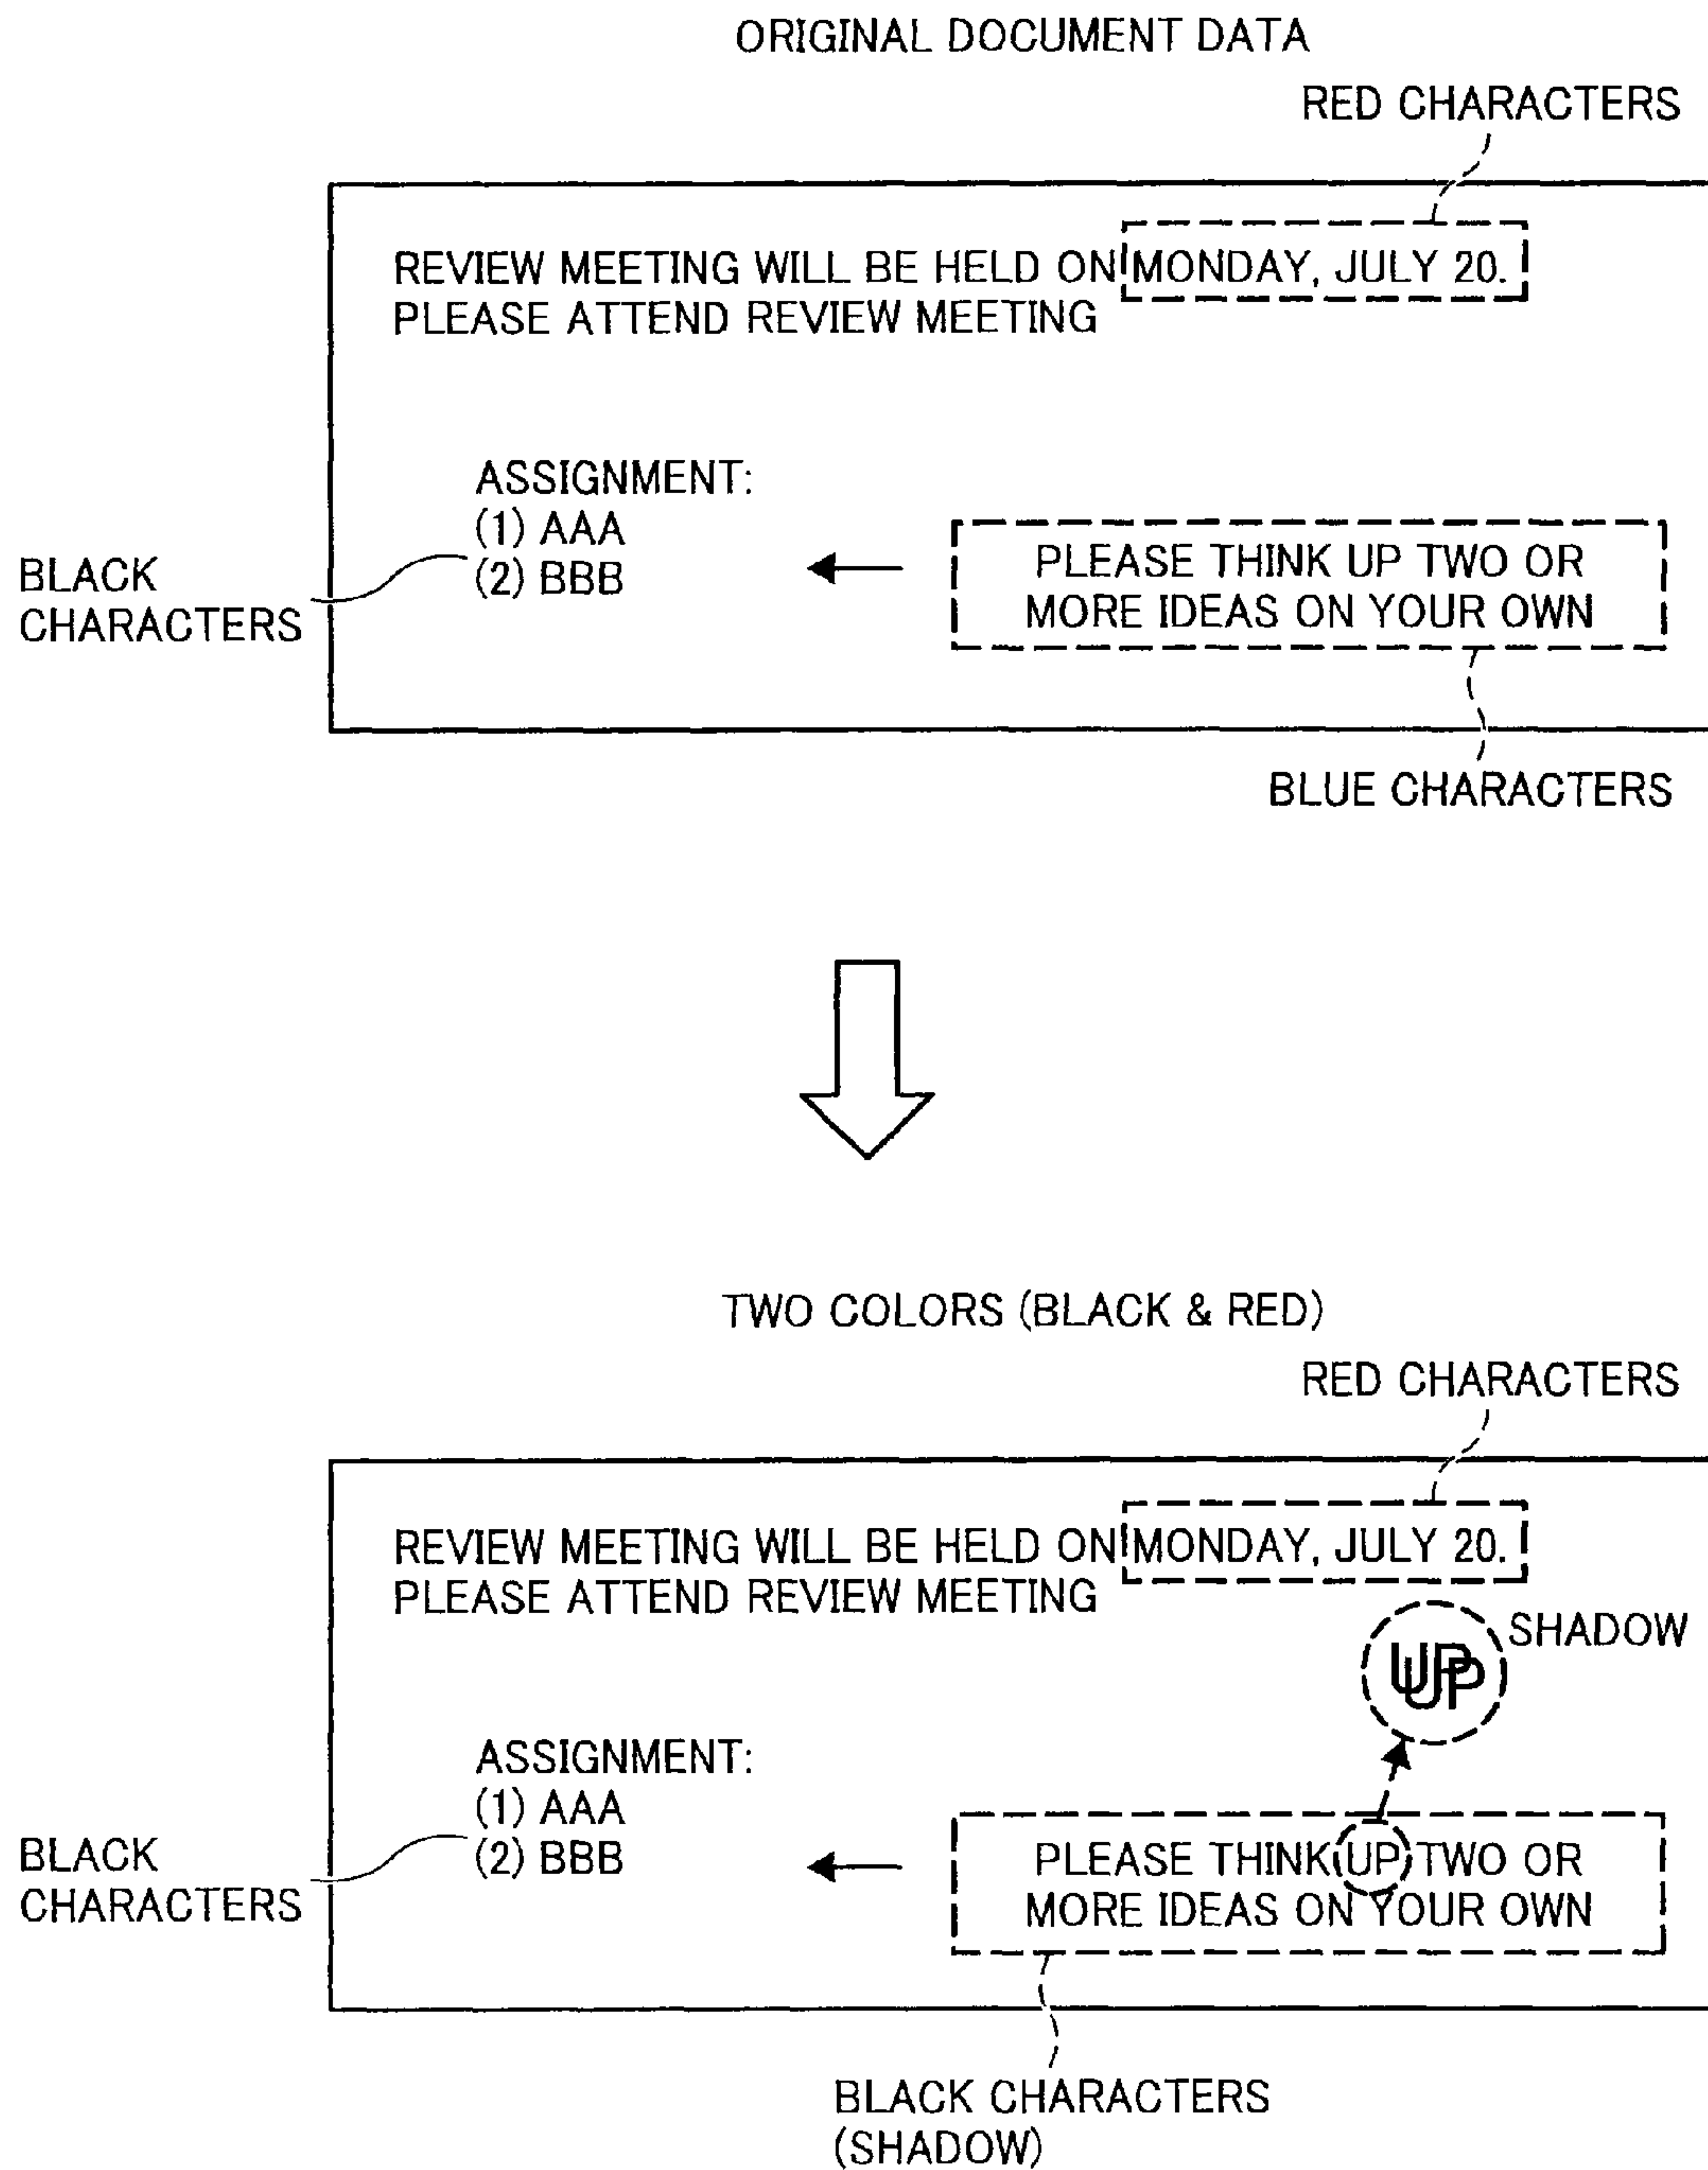 ORIGINAL DOCUMENT DATA
RED CHARACTERS
REVIEW MEETING WILL BE HELD ON MONDAY, JULY 20.
PLEASE ATTEND REVIEW MEETING
ASSIGNMENT:
(1) AAA
(2) BBB
BLACK
CHARACTERS
PLEASE THINK UP TWO OR
MORE IDEAS ON YOUR OWN
BLUE CHARACTERS
TWO COLORS (BLACK & RED)
RED CHARACTERS
REVIEW MEETING WILL BE HELD ON MONDAY, JULY 20.
PLEASE ATTEND REVIEW MEETING
UP
SHADOW
ASSIGNMENT:
(1) AAA
(2) BBB
BLACK
CHARACTERS
PLEASE THINK UP TWO OR
MORE IDEAS ON YOUR OWN
BLACK CHARACTERS
(SHADOW)